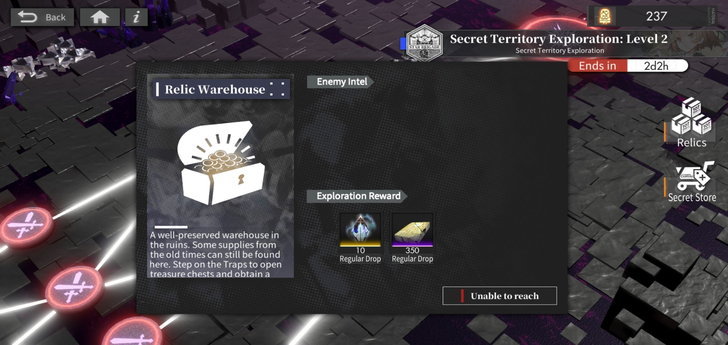 Back
i
237
Secret Territory Exploration: Level 2
Secret Territory Exploration
Ends in
2d2h
Relic Warehouse
Enemy Intel
Relics
Secret Store
Exploration Reward
A well-preserved warehouse in
the ruins. Some supplies from
the old times can still be found
here. Step on the Traps to open
treasure chests and obtain a
10
Regular Drop
350
Regular Drop
Unable to reach